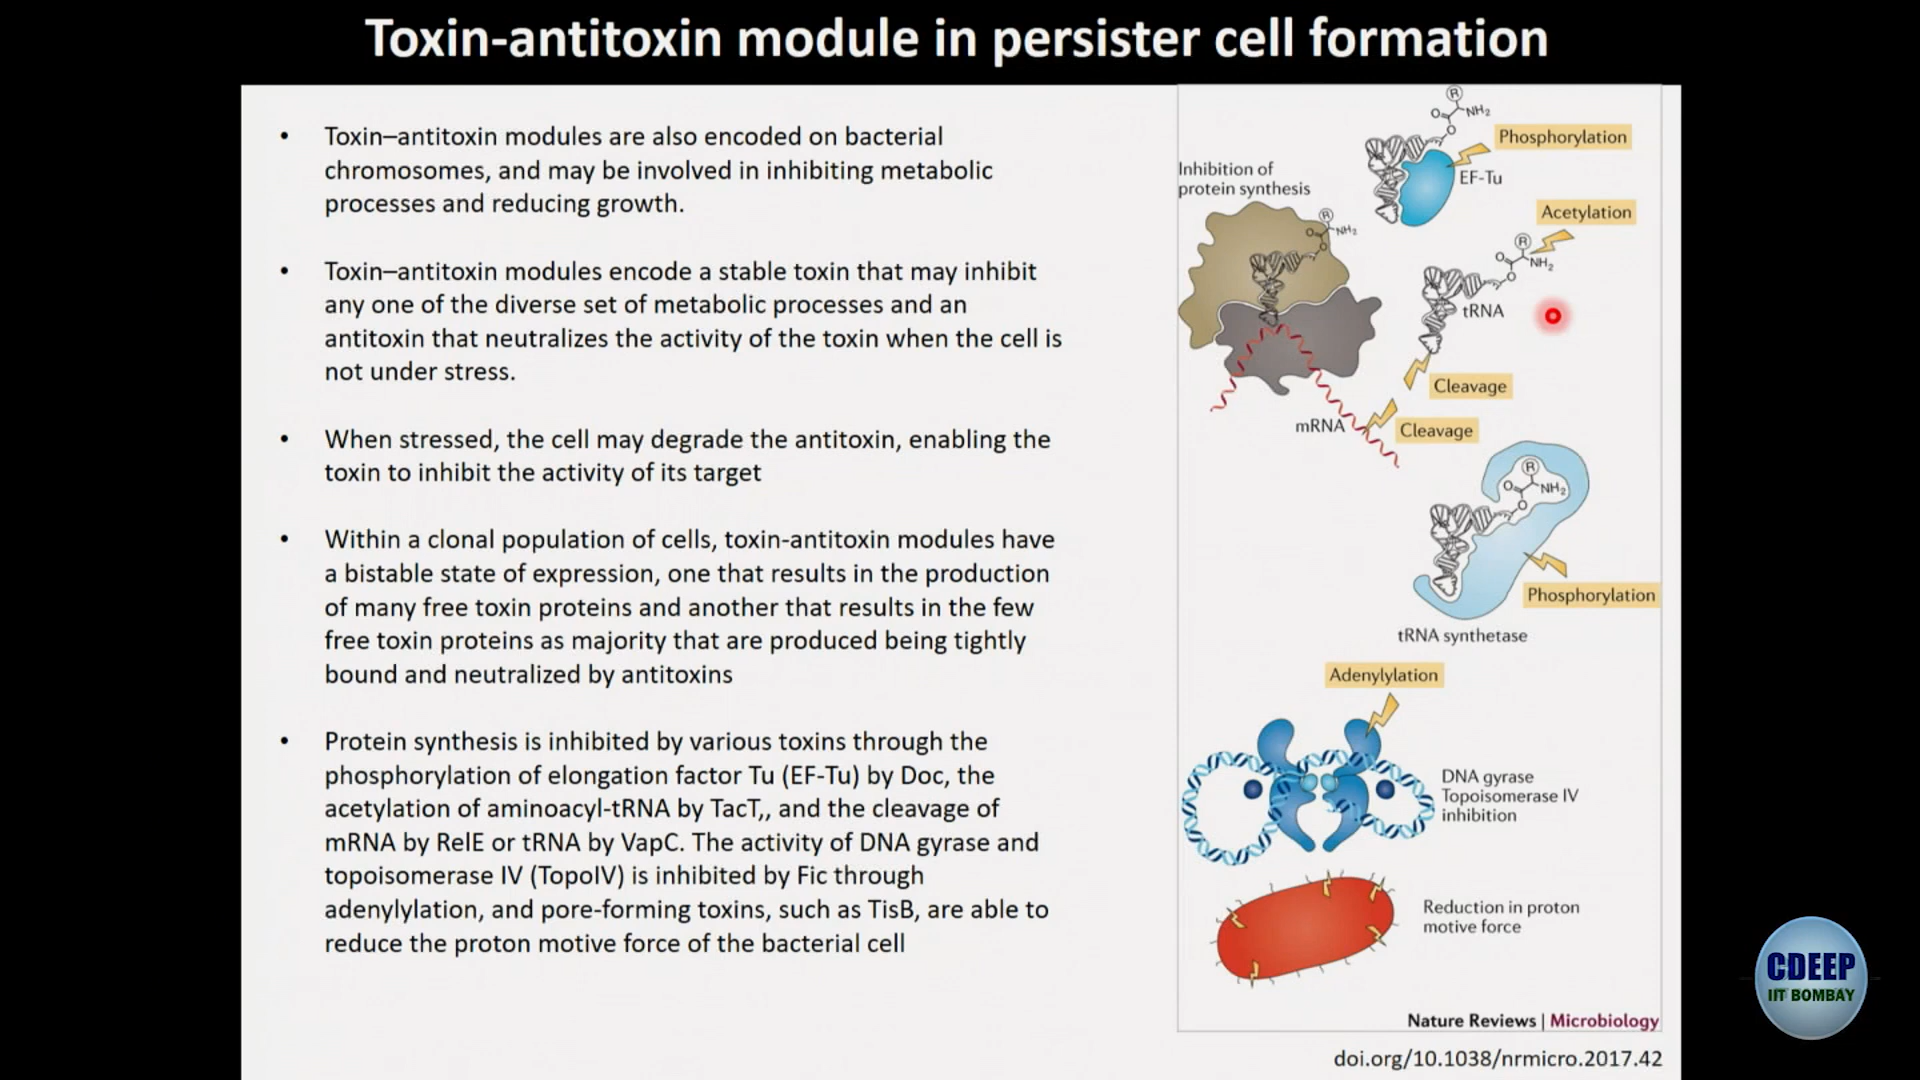 Toxin-antitoxin module in persister cell formation
• Toxin–antitoxin modules are also encoded on bacterial
chromosomes, and may be involved in inhibiting metabolic
processes and reducing growth.
• Toxin–antitoxin modules encode a stable toxin that may inhibit
any one of the diverse set of metabolic processes and an
antitoxin that neutralizes the activity of the toxin when the cell is
not under stress.
• When stressed, the cell may degrade the antitoxin, enabling the
toxin to inhibit the activity of its target
• Within a clonal population of cells, toxin-antitoxin modules have
a bistable state of expression, one that results in the production
of many free toxin proteins and another that results in the few
free toxin proteins as majority that are produced being tightly
bound and neutralized by antitoxins
• Protein synthesis is inhibited by various toxins through the
phosphorylation of elongation factor Tu (EF-Tu) by Doc, the
acetylation of aminoacyl-tRNA by TacT,, and the cleavage of
mRNA by RelE or tRNA by VapC. The activity of DNA gyrase and
topoisomerase IV (TopoIV) is inhibited by Fic through
adenylylation, and pore-forming toxins, such as TisB, are able to
reduce the proton motive force of the bacterial cell
R
O
NH2
O
Phosphorylation
EF-Tu
Inhibition of
protein synthesis
R
O
NH2
O
Acetylation
R
O
NH2
O
tRNA
Cleavage
mRNA
Cleavage
R
O
NH2
O
Phosphorylation
tRNA synthetase
Adenylylation
DNA gyrase
Topoisomerase IV
inhibition
Reduction in proton
motive force
Nature Reviews | Microbiology
doi.org/10.1038/nrmicro.2017.42
CDEEP
IIT BOMBAY